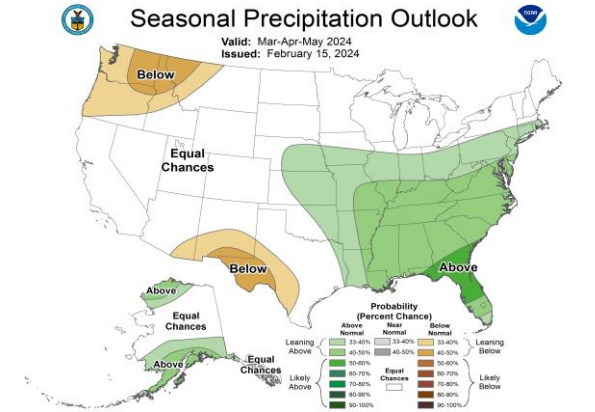 Seasonal Precipitation Outlook
Valid: Mar-Apr-May 2024
Issued: February 15, 2024
noaa
Below
Equal
Chances
Below
Above
Above
Equal
Chances
Above
Equal
Chances
Probability
(Percent Chance)
Above
Normal
Near
Normal
Below
Normal
Leaning
Above
33-40%
40-50%
50-60%
33-40%
40-50%
33-40%
40-50%
50-60%
Leaning
Below
Likely
Above
60-70%
70-80%
80-90%
90-100%
Equal
Chances
60-70%
70-80%
80-90%
90-100%
Likely
Below